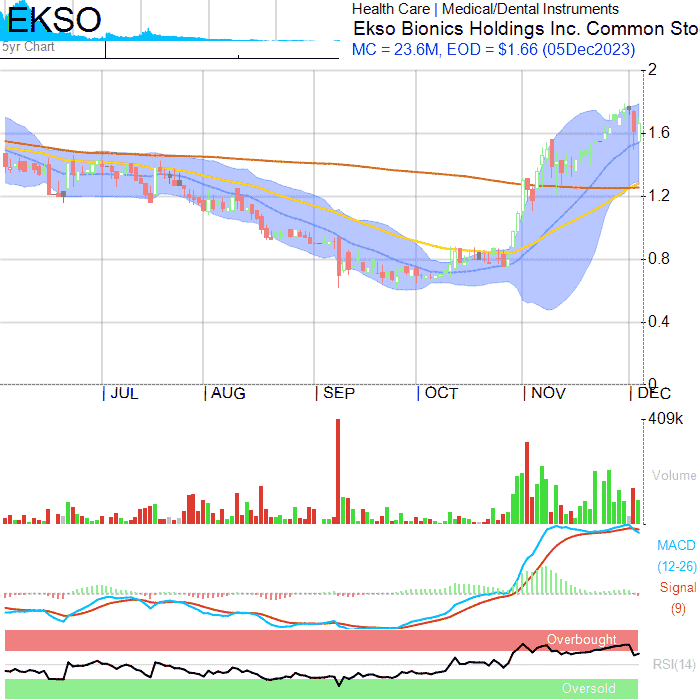 EKSO
5yr Chart
Health Care | Medical/Dental Instruments
Ekso Bionics Holdings Inc. Common Sto
MC = 23.6M, EOD = $1.66 (05Dec2023)
2
1.6
1.2
0.8
0.4
0
JUL AUG SEP OCT NOV DEC
409k
Volume
MACD
(12-26)
Signal
(9)
Overbought
RSI(14)
Oversold